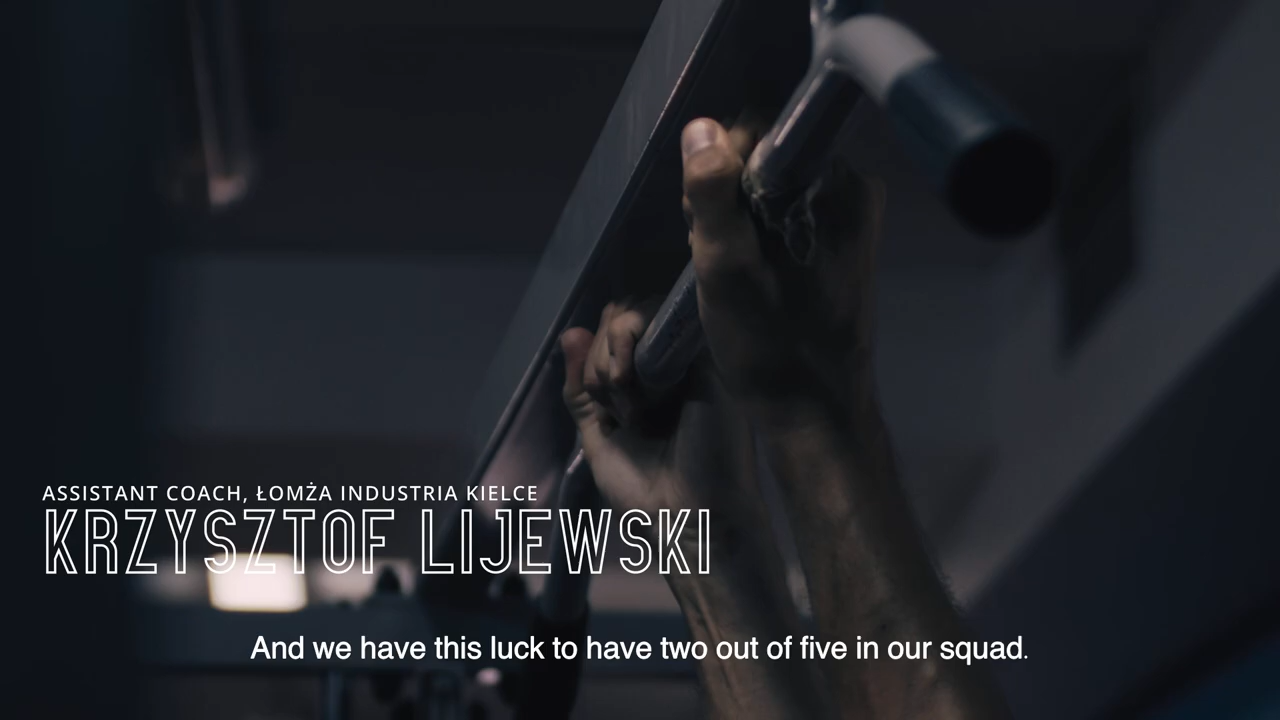 ASSISTANT COACH, ŁOMŻA INDUSTRIA KIELCE
KRZYSZTOF LIJEWSKI
And we have this luck to have two out of five in our squad.